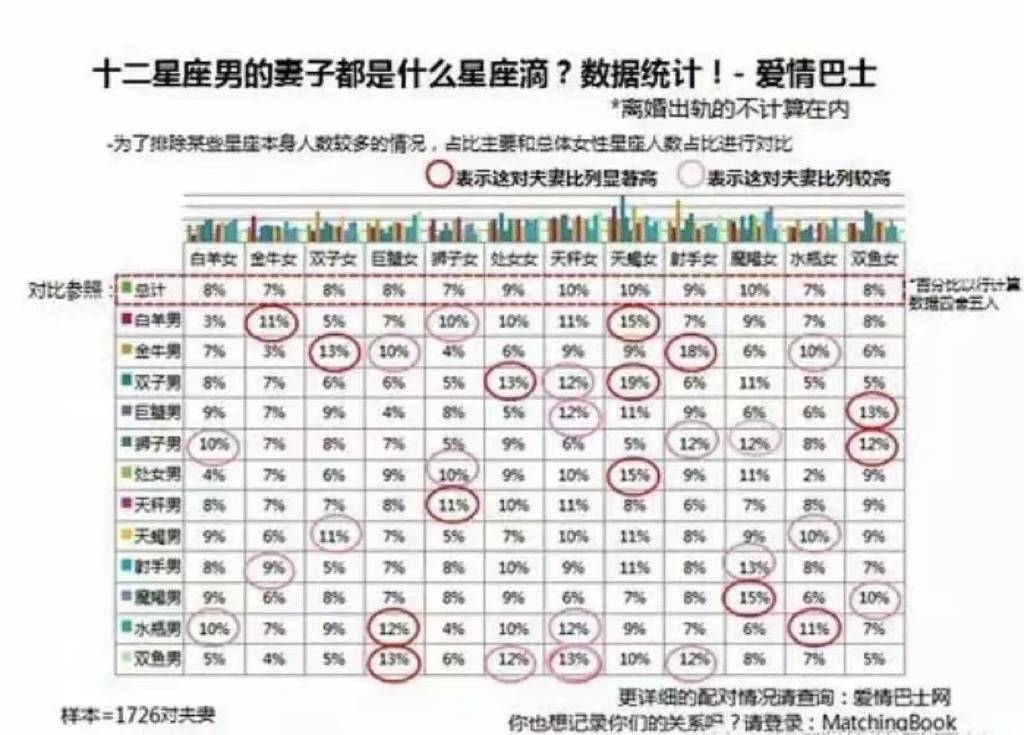 十二星座男的妻子都是什么星座滴？数据统计！- 爱情巴士
*离婚出轨的不计算在内
-为了排除某些星座本身人数较多的情况，占比主要和总体女性星座人数占比进行对比
表示这对夫妻比列显著高 表示这对夫妻比列较高
白羊女 金牛女 双子女 巨蟹女 狮子女 处女女 天秤女 天蝎女 射手女 魔羯女 水瓶女 双鱼女
对比参照： 总计 8% 7% 8% 8% 7% 9% 10% 10% 9% 10% 7% 8% *百分比以行计算
数据四舍五入
白羊男 3% 11% 5% 7% 10% 10% 11% 15% 7% 9% 7% 8%
金牛男 7% 3% 13% 10% 4% 6% 9% 9% 18% 6% 10% 6%
双子男 8% 7% 6% 6% 5% 13% 12% 19% 6% 11% 5% 5%
巨蟹男 9% 7% 9% 4% 8% 5% 12% 11% 9% 6% 6% 13%
狮子男 10% 7% 8% 7% 5% 9% 6% 5% 12% 12% 8% 12%
处女男 4% 7% 6% 9% 10% 9% 10% 15% 9% 11% 2% 9%
天秤男 8% 7% 7% 8% 11% 10% 11% 8% 6% 7% 8% 9%
天蝎男 9% 6% 11% 7% 5% 7% 10% 11% 8% 9% 10% 7%
射手男 8% 9% 5% 7% 8% 10% 9% 11% 8% 13% 8% 7%
魔羯男 9% 6% 8% 7% 8% 9% 6% 7% 8% 15% 6% 10%
水瓶男 10% 7% 9% 12% 4% 10% 12% 9% 7% 6% 11% 7%
双鱼男 5% 4% 5% 13% 6% 12% 13% 10% 12% 8% 7% 5%
更详细的配对情况请查询：爱情巴士网
样本=1726对夫妻
你也想记录你们的关系吗？请登录：MatchingBook